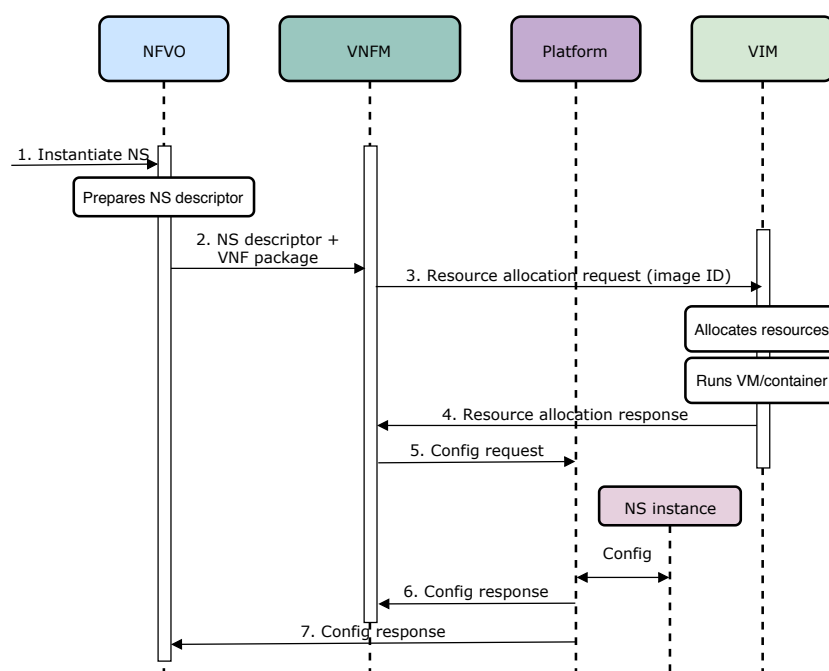 NFVO
VNFM
Platform
VIM
1. Instantiate NS
Prepares NS descriptor
2. NS descriptor +
VNF package
3. Resource allocation request (image ID)
Allocates resources
Runs VM/container
4. Resource allocation response
5. Config request
NS instance
Config
6. Config response
7. Config response